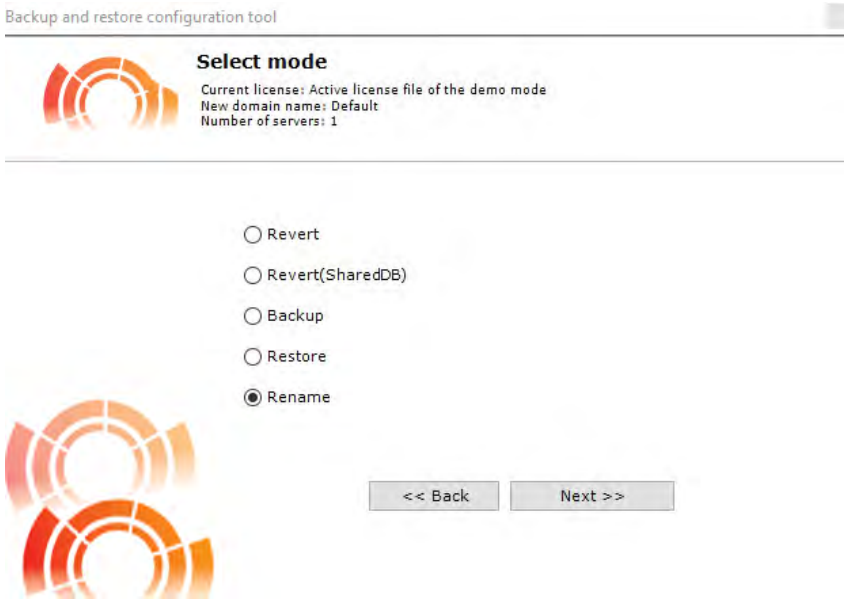 Backup and restore configuration tool
Select mode
Current license: Active license file of the demo mode
New domain name: Default
Number of servers: 1
Revert
Revert(SharedDB)
Backup
Restore
Rename
<< Back
Next >>